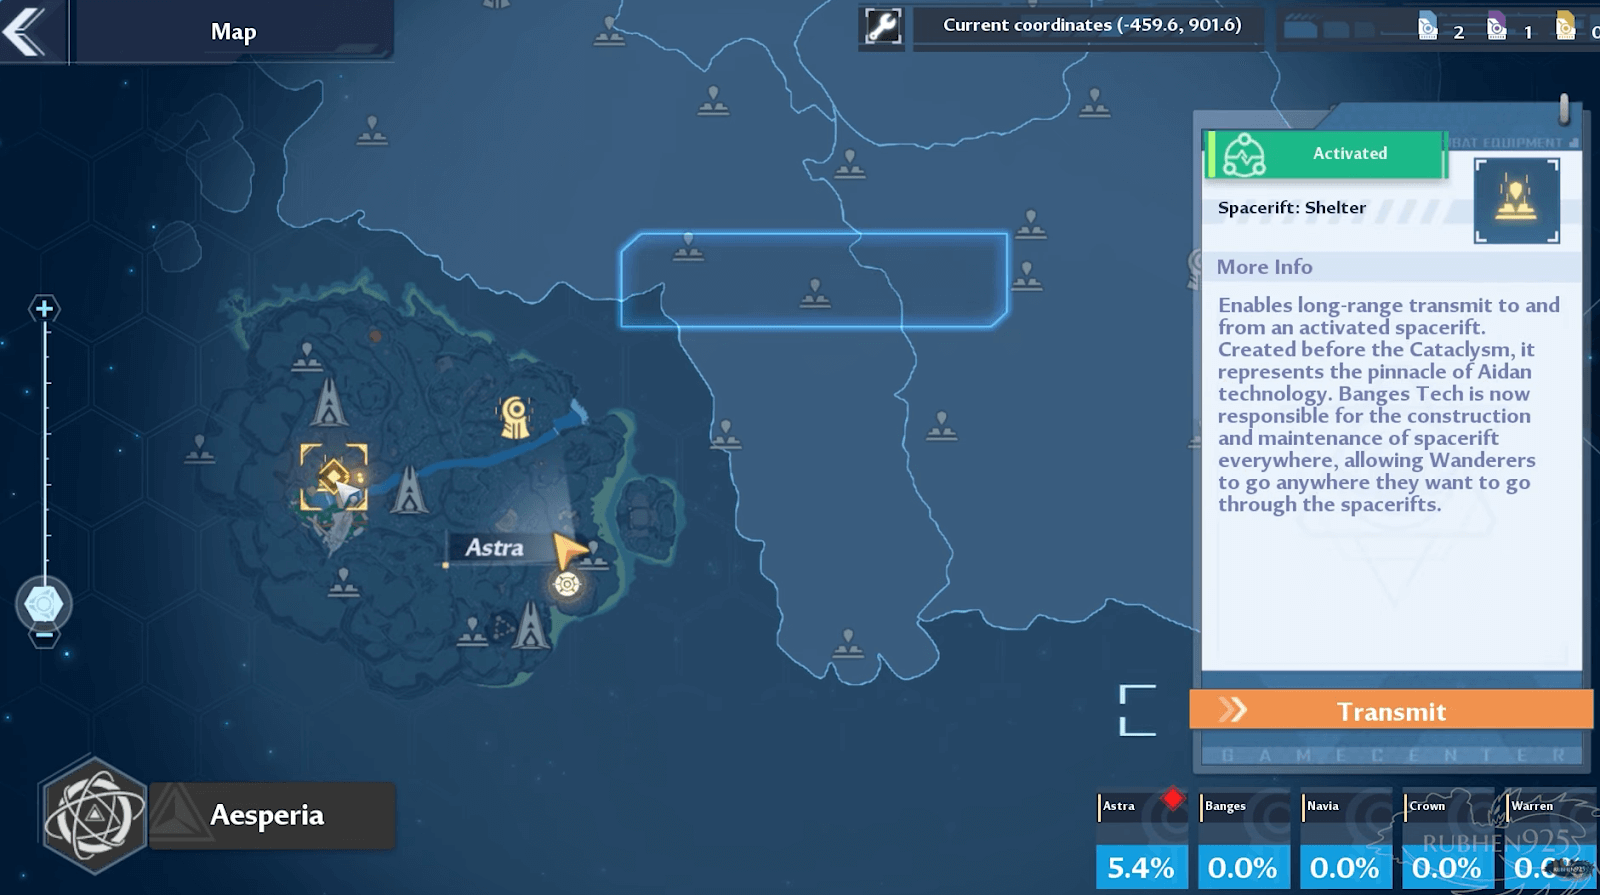 Map
Current coordinates (-459.6, 901.6)
2
1
0
BAT EQUIPMENT
Activated
Spacerift: Shelter
More Info
Enables long-range transmit to and
from an activated spacerift.
Created before the Cataclysm, it
represents the pinnacle of Aidan
technology. Banges Tech is now
responsible for the construction
and maintenance of spacerift
everywhere, allowing Wanderers
to go anywhere they want to go
through the spacerifts.
Astra
Transmit
GAMECENTER
Aesperia
Astra
Banges
Navia
Crown
Warren
RUBHEN925
5.4%
0.0%
0.0%
0.0%